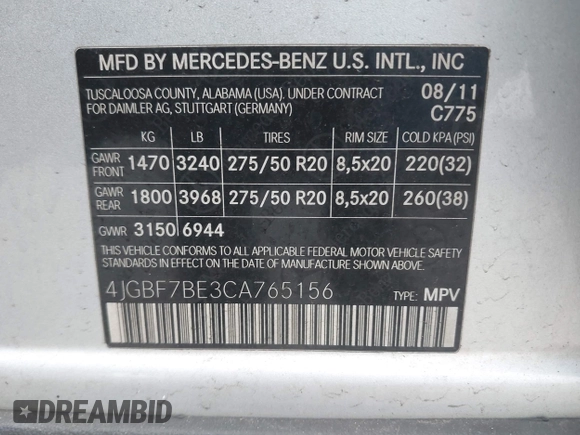 MFD BY MERCEDES-BENZ U.S. INTL., INC
TUSCALOOSA COUNTY, ALABAMA (USA). UNDER CONTRACT 08/11
FOR DAIMLER AG, STUTTGART (GERMANY) C775
KG LB TIRES RIM SIZE COLD KPA(PSI)
GAWR FRONT 1470 3240 275/50 R20 8,5x20 220(32)
GAWR REAR 1800 3968 275/50 R20 8,5x20 260(38)
GVWR 3150 6944
THIS VEHICLE CONFORMS TO ALL APPLICABLE FEDERAL MOTOR VEHICLE SAFETY
STANDARDS IN EFFECT ON THE DATE OF MANUFACTURE SHOWN ABOVE.
4JGBF7BE3CA765156 TYPE: MPV
DREAMBID